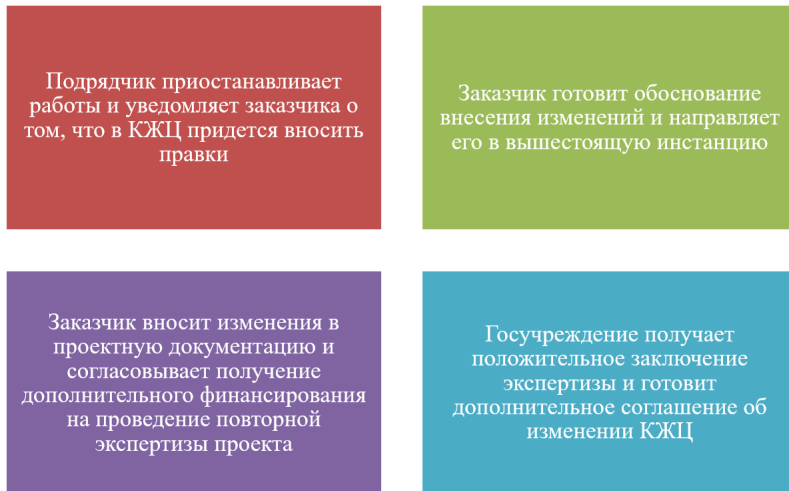 Подрядчик приостанавливает
работы и уведомляет заказчика о
том, что в КЖЦ придется вносить
правки
Заказчик готовит обоснование
внесения изменений и направляет
его в вышестоящую инстанцию
Заказчик вносит изменения в
проектную документацию и
согласовывает получение
дополнительного финансирования
на проведение повторной
экспертизы проекта
Госучреждение получает
положительное заключение
экспертизы и готовит
дополнительное соглашение об
изменении КЖЦ